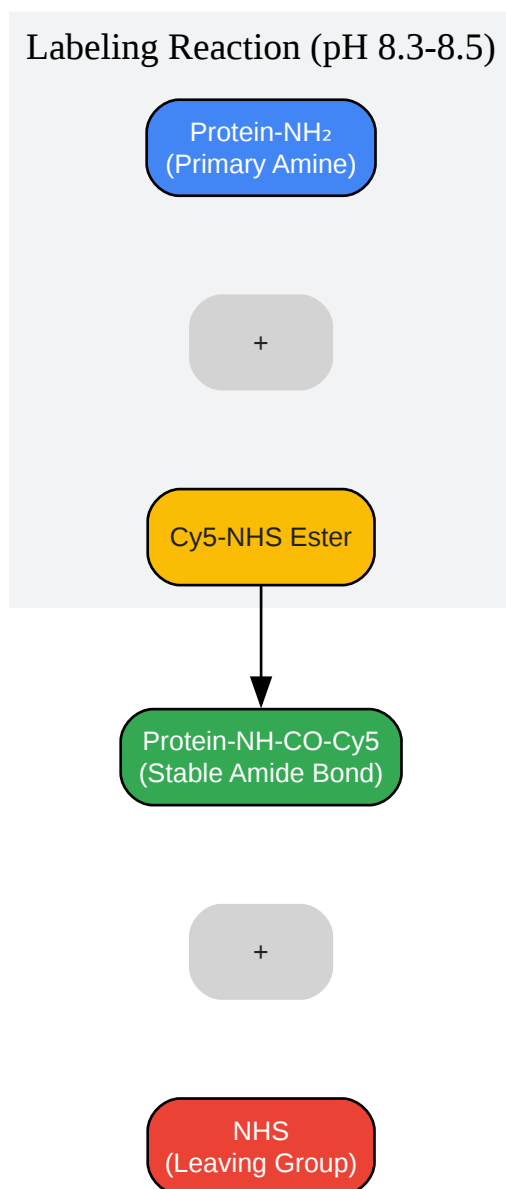 Labeling Reaction (pH 8.3-8.5)
Protein-NH₂
(Primary Amine)
+
Cy5-NHS Ester
Protein-NH-CO-Cy5
(Stable Amide Bond)
+
NHS
(Leaving Group)